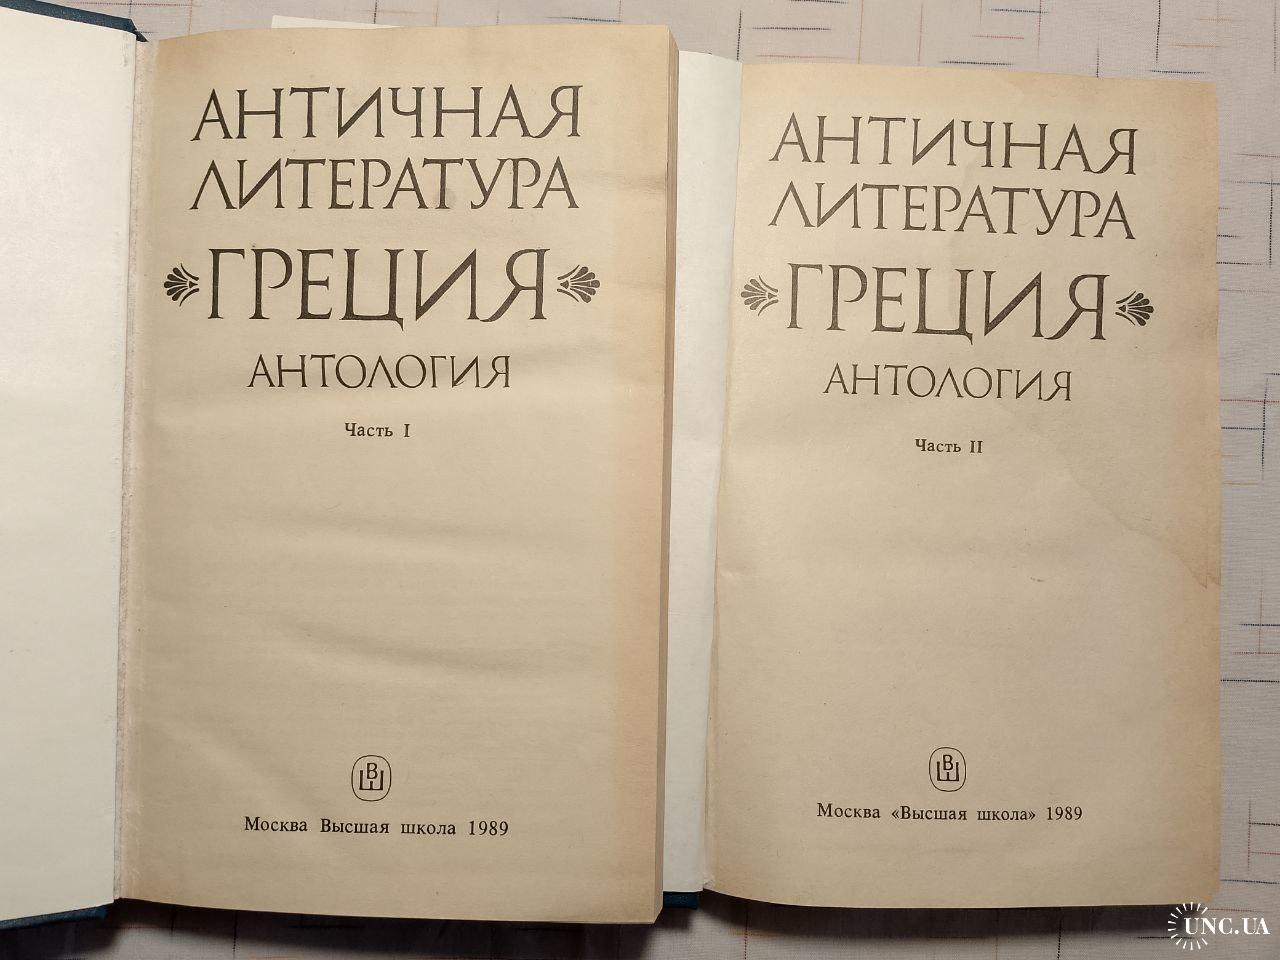 АНТИЧНАЯ
ЛИТЕРАТУРА
ГРЕЦИЯ
АНТОЛОГИЯ
Часть I
ВШ
Москва Высшая школа 1989
АНТИЧНАЯ
ЛИТЕРАТУРА
ГРЕЦИЯ
АНТОЛОГИЯ
Часть II
ВШ
Москва «Высшая школа» 1989
UNC.UA